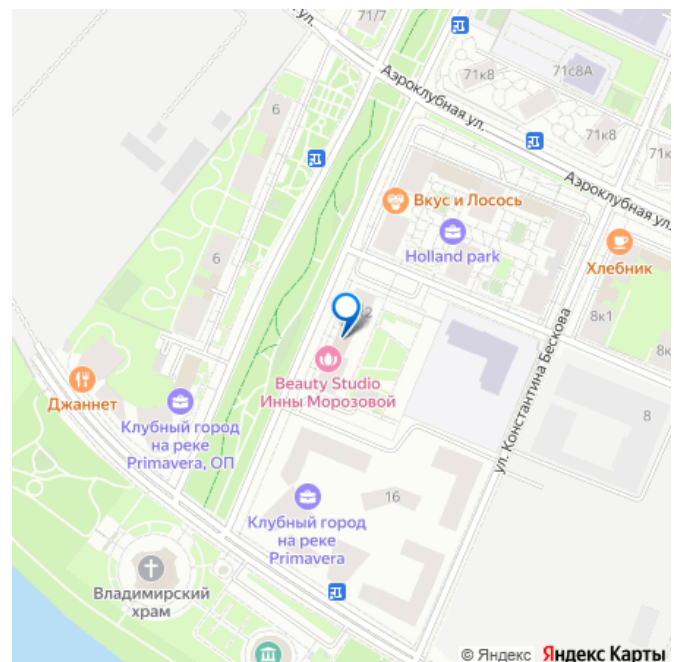 71/7
Аэроклубная ул.
71к8
71с8А
6
71к8
71к
Аэроклубная ул.
Вкус и Лосось
Holland park
Хлебник
6
8к1
8к
ул. Константина Бескова
Beauty Studio
Инны Морозовой
Джаннет
Клубный город
на реке
Primavera, ОП
8
16
Клубный город
на реке
Primavera
Владимирский
храм
© Яндекс Яндекс Карты